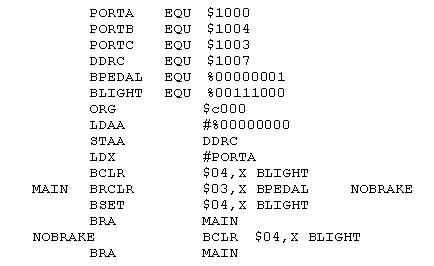 PORTA EQU $1000
PORTB EQU $1004
PORTC EQU $1003
DDRC EQU $1007
BPEDAL EQU %00000001
BLIGHT EQU %00111000
ORG $c000
LDAA #%00000000
STAA DDRC
LDX #PORTA
BCLR $04,X BLIGHT
MAIN BRCLR $03,X BPEDAL NOBRAKE
BSET $04,X BLIGHT
BRA MAIN
NOBRAKE BCLR $04,X BLIGHT
BRA MAIN